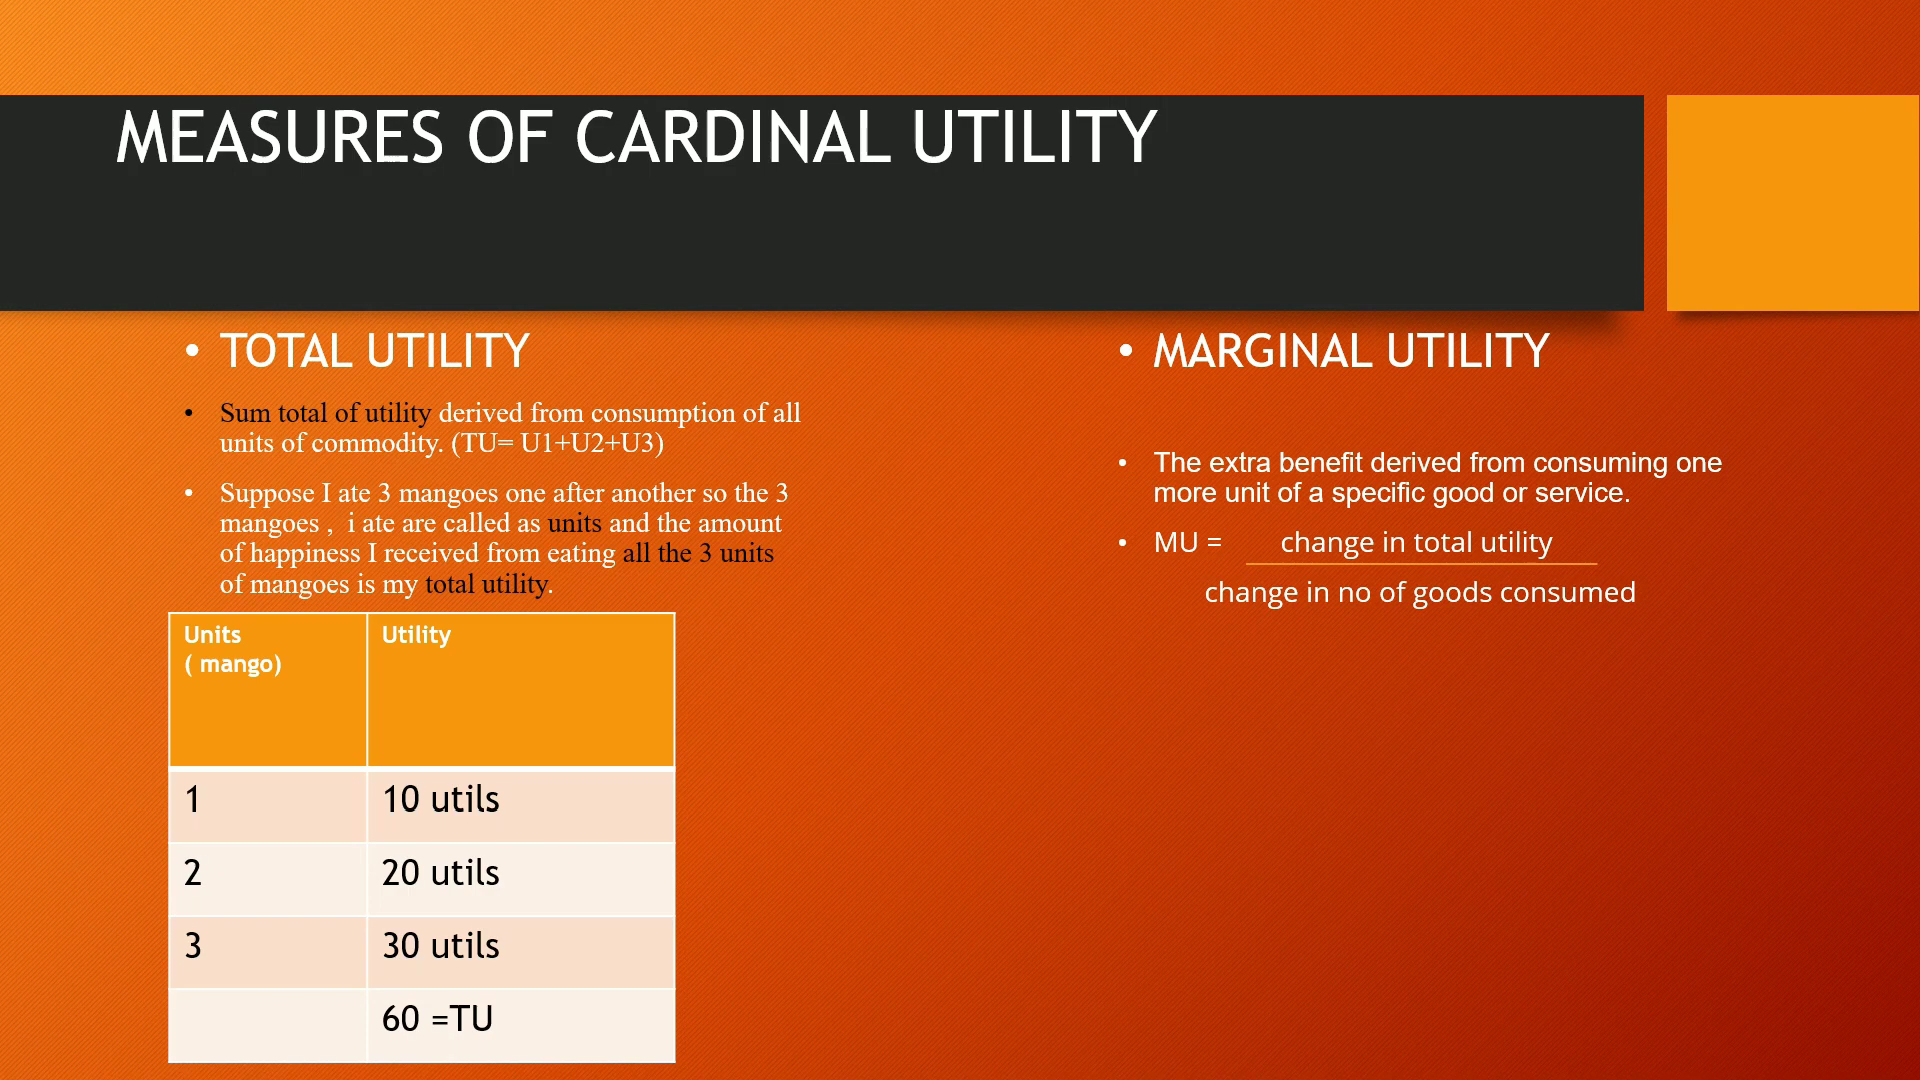 MEASURES OF CARDINAL UTILITY
• TOTAL UTILITY
• Sum total of utility derived from consumption of all
units of commodity. (TU= U1+U2+U3)
• Suppose I ate 3 mangoes one after another so the 3
mangoes ,  i ate are called as units and the amount
of happiness I received from eating all the 3 units
of mangoes is my total utility.
Units
( mango)
Utility
1
10 utils
2
20 utils
3
30 utils
60 =TU
• MARGINAL UTILITY
• The extra benefit derived from consuming one
more unit of a specific good or service.
• MU = change in total utility
change in no of goods consumed